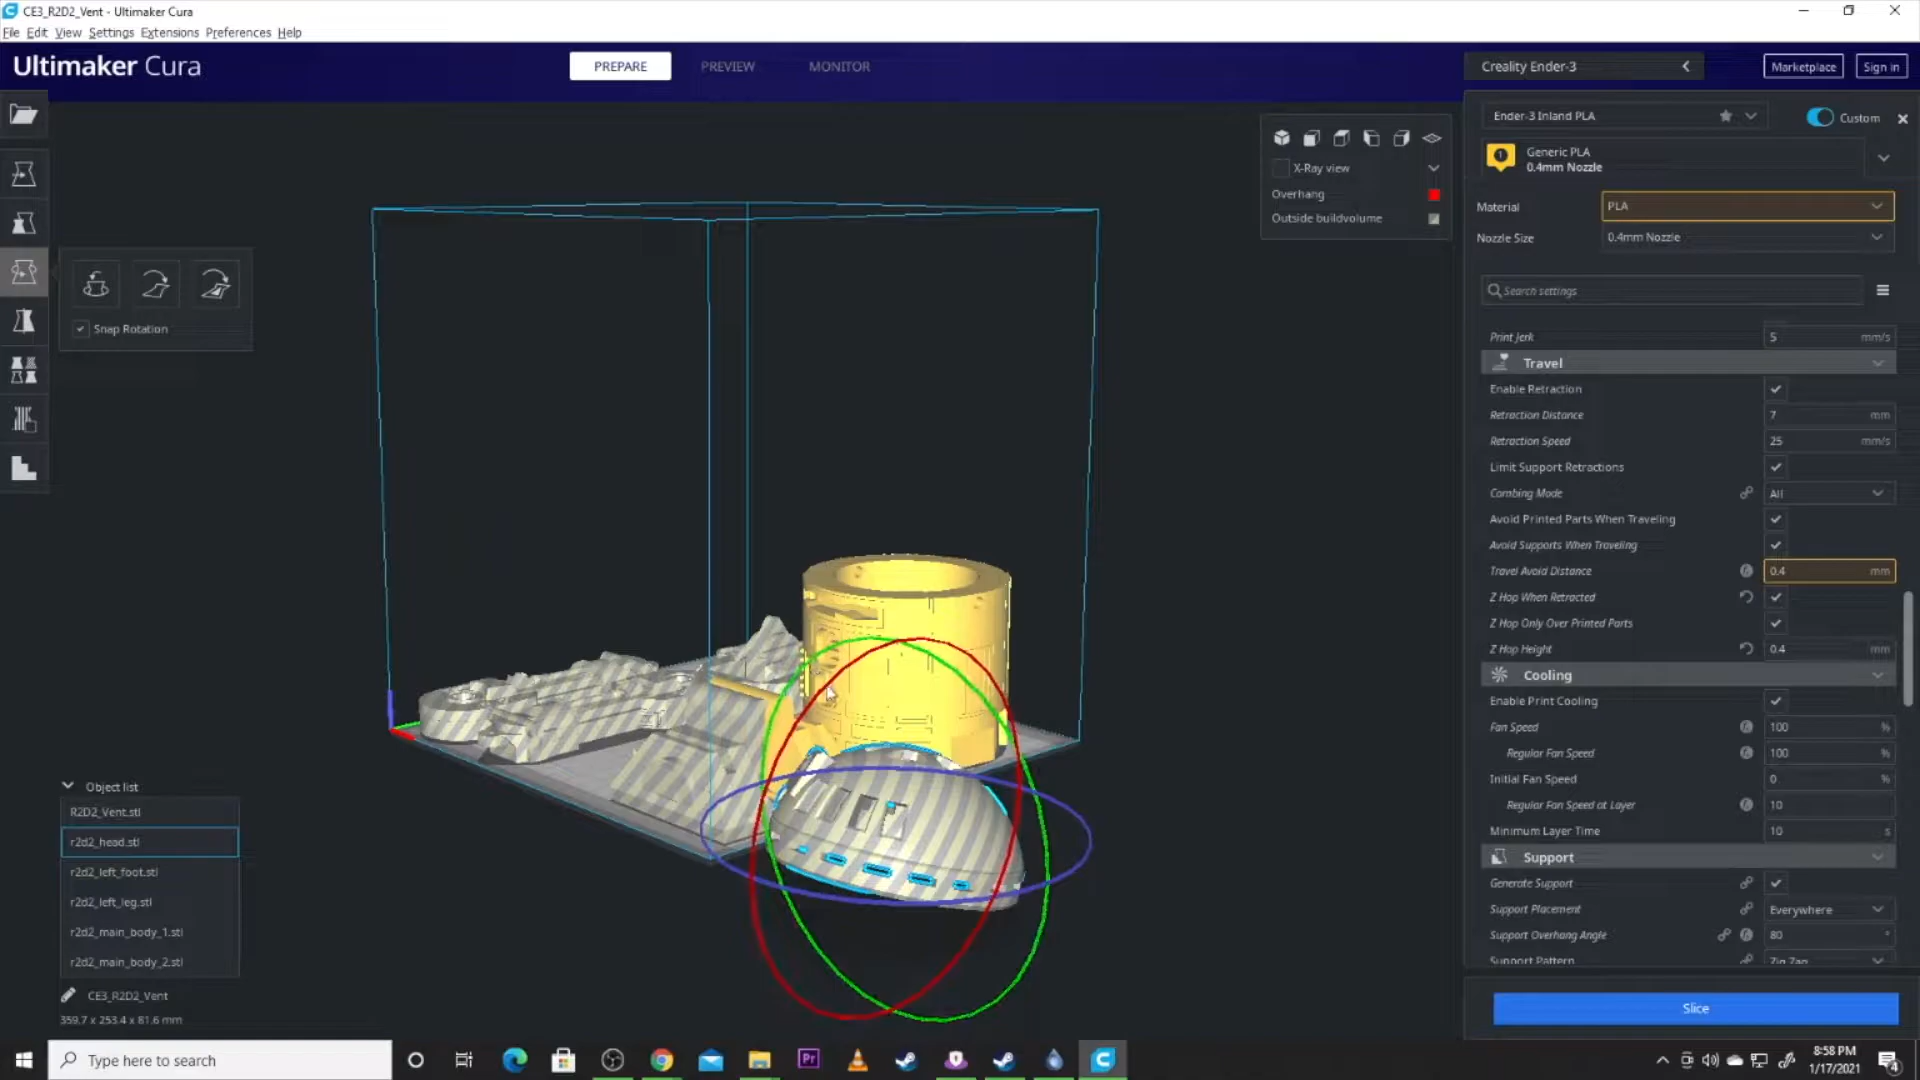 CE3_R2D2_Vent - Ultimaker Cura
File Edit View Settings Extensions Preferences Help
Ultimaker Cura
PREPARE
PREVIEW
MONITOR
Creality Ender-3
Marketplace
Sign in
Ender-3 Inland PLA
Custom
1
Generic PLA
0.4mm Nozzle
Material
PLA
Nozzle Size
0.4mm Nozzle
X-Ray view
Overhang
Outside buildvolume
Snap Rotation
Search settings
Print Jerk 5 mm/s
Travel
Enable Retraction
Retraction Distance 7 mm
Retraction Speed 25 mm/s
Limit Support Retractions
Combing Mode All
Avoid Printed Parts When Traveling
Avoid Supports When Traveling
Travel Avoid Distance 0.4 mm
Z Hop When Retracted
Z Hop Only Over Printed Parts
Z Hop Height 0.4 mm
Cooling
Enable Print Cooling
Fan Speed 100 %
Regular Fan Speed 100 %
Initial Fan Speed 0 %
Regular Fan Speed at Layer 10
Minimum Layer Time 10 s
Support
Generate Support
Support Placement Everywhere
Support Overhang Angle 80 °
Support Pattern Zig Zag
Slice
Object list
R2D2_Vent.stl
r2d2_head.stl
r2d2_left_foot.stl
r2d2_left_leg.stl
r2d2_main_body_1.stl
r2d2_main_body_2.stl
CE3_R2D2_Vent
359.7 x 253.4 x 81.6 mm
Type here to search
Pr
8:58 PM
1/17/2021
4